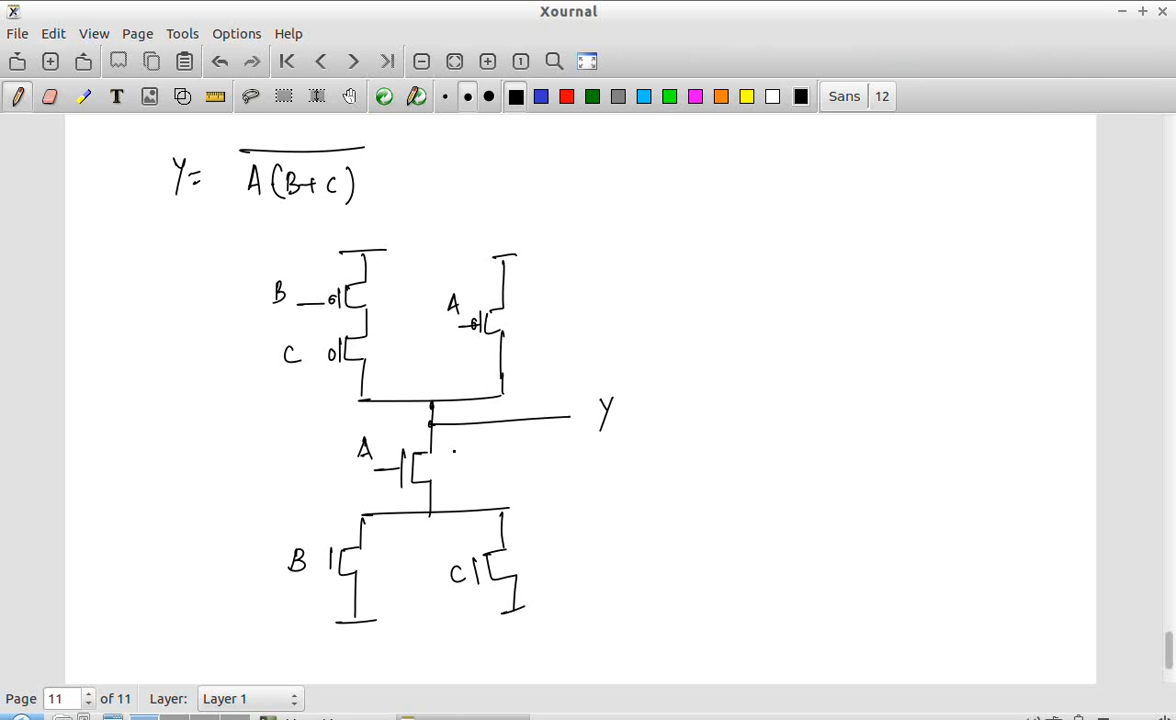 Xournal
File Edit View Page Tools Options Help
Sans 12
Y = A(B+C)
B
A
C
Y
A
B
C
Page 11 of 11 Layer: Layer 1